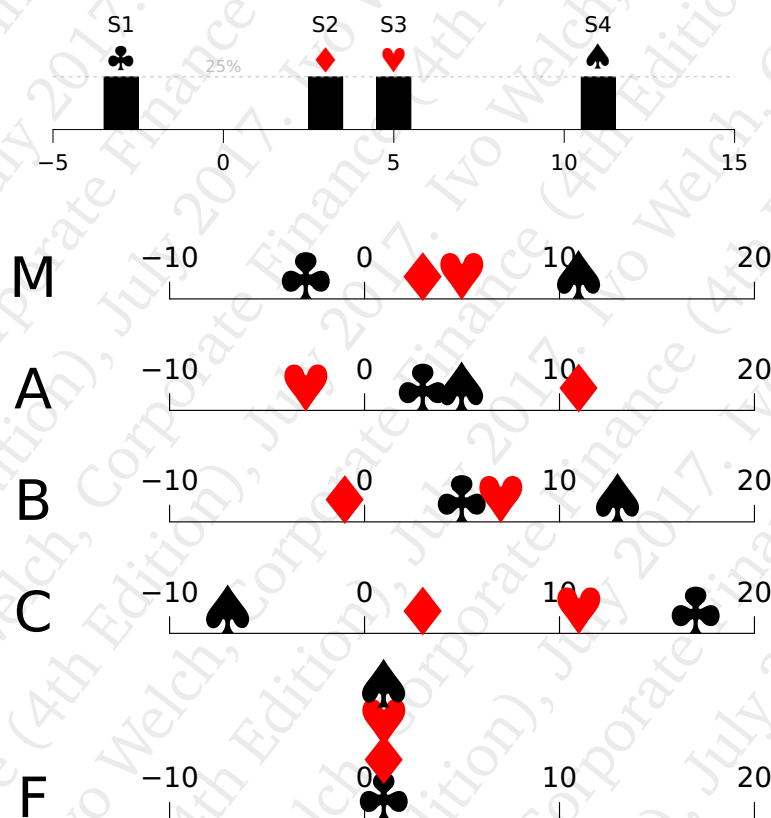 S1 S2 S3 S4
♣ ♦ ♥ ♠
25%
−5 0 5 10 15
M −10 0 10 20
♣ ♦ ♥ ♠
A −10 0 10 20
♥ ♣ ♠ ♦
B −10 0 10 20
♦ ♣ ♥ ♠
C −10 0 10 20
♠ ♦ ♥ ♣
♠
♥
♦
F −10 0 10 20
♣